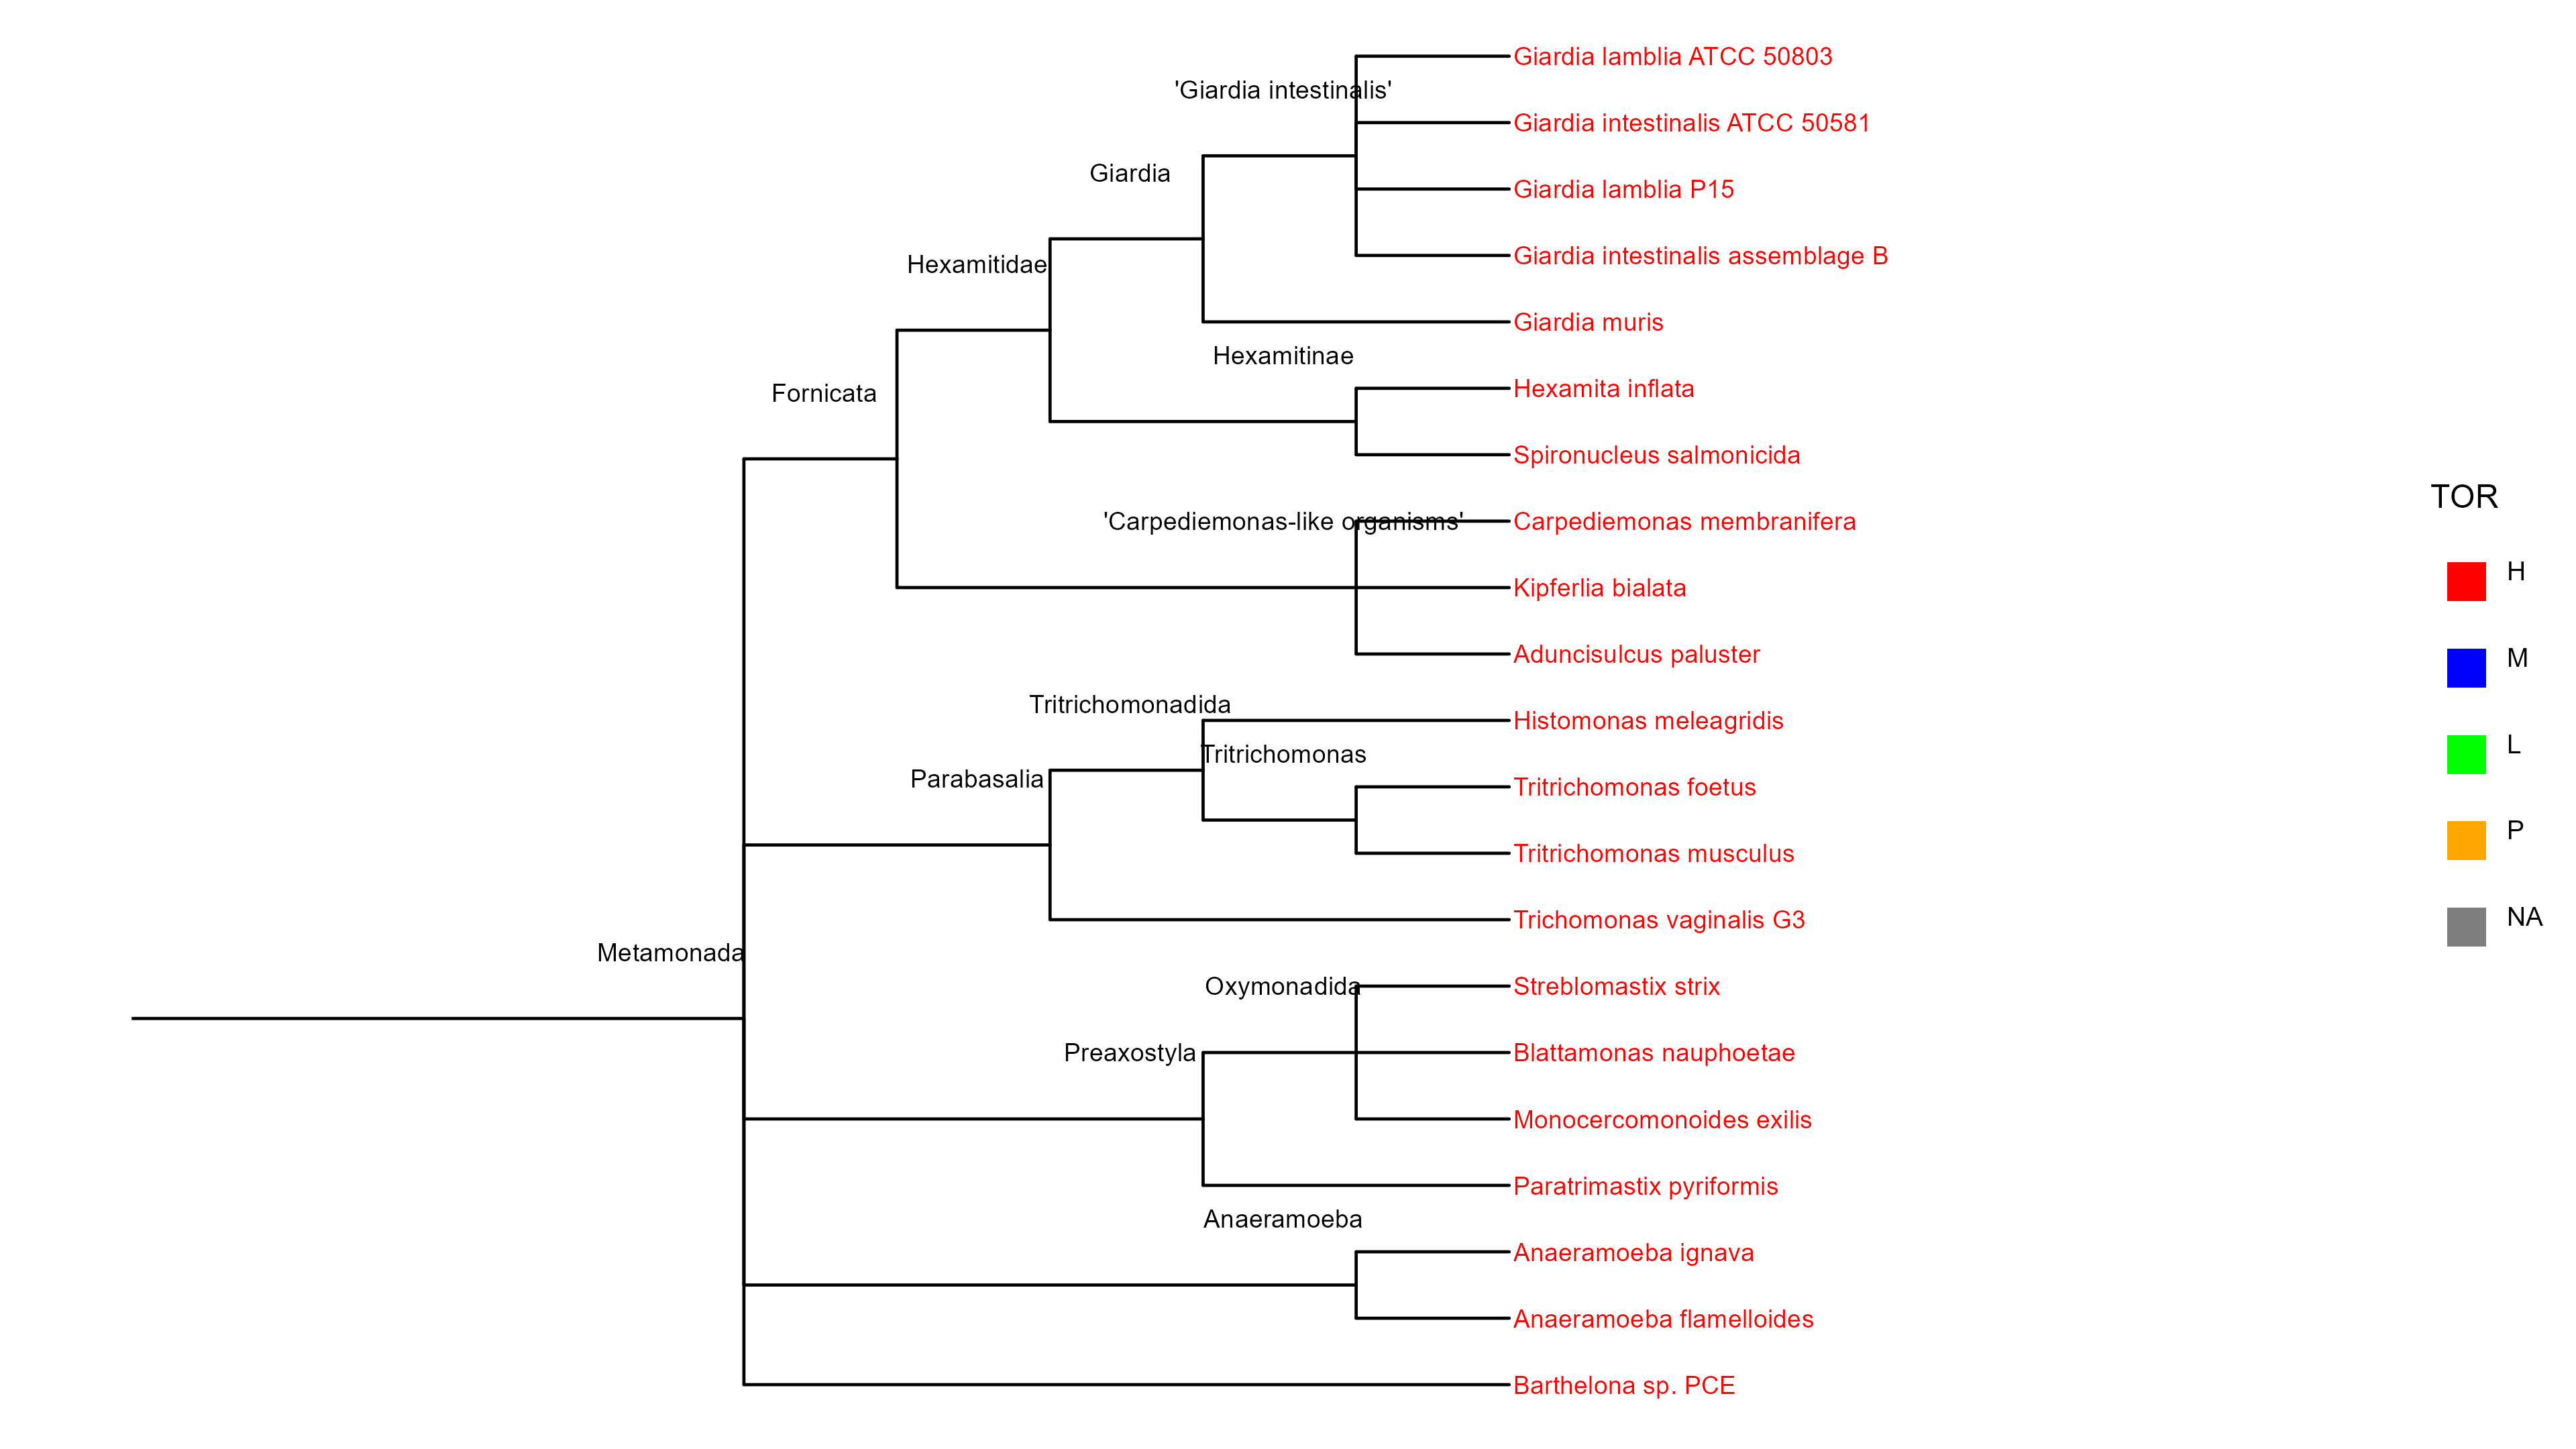 Giardia lamblia ATCC 50803
'Giardia intestinalis'
Giardia intestinalis ATCC 50581
Giardia
Giardia lamblia P15
Hexamitidae
Giardia intestinalis assemblage B
Giardia muris
Hexamitinae
Fornicata
Hexamita inflata
Spironucleus salmonicida
'Carpediemonas-like organisms'
Carpediemonas membranifera
Kipferlia bialata
Aduncisulcus paluster
Tritrichomonadida
Histomonas meleagridis
Tritrichomonas
Parabasalia
Tritrichomonas foetus
Tritrichomonas musculus
Trichomonas vaginalis G3
Metamonada
Oxymonadida
Streblomastix strix
Preaxostyla
Blattamonas nauphoetae
Monocercomonoides exilis
Paratrimastix pyriformis
Anaeramoeba
Anaeramoeba ignava
Anaeramoeba flamelloides
Barthelona sp. PCE
TOR
H
M
L
P
NA